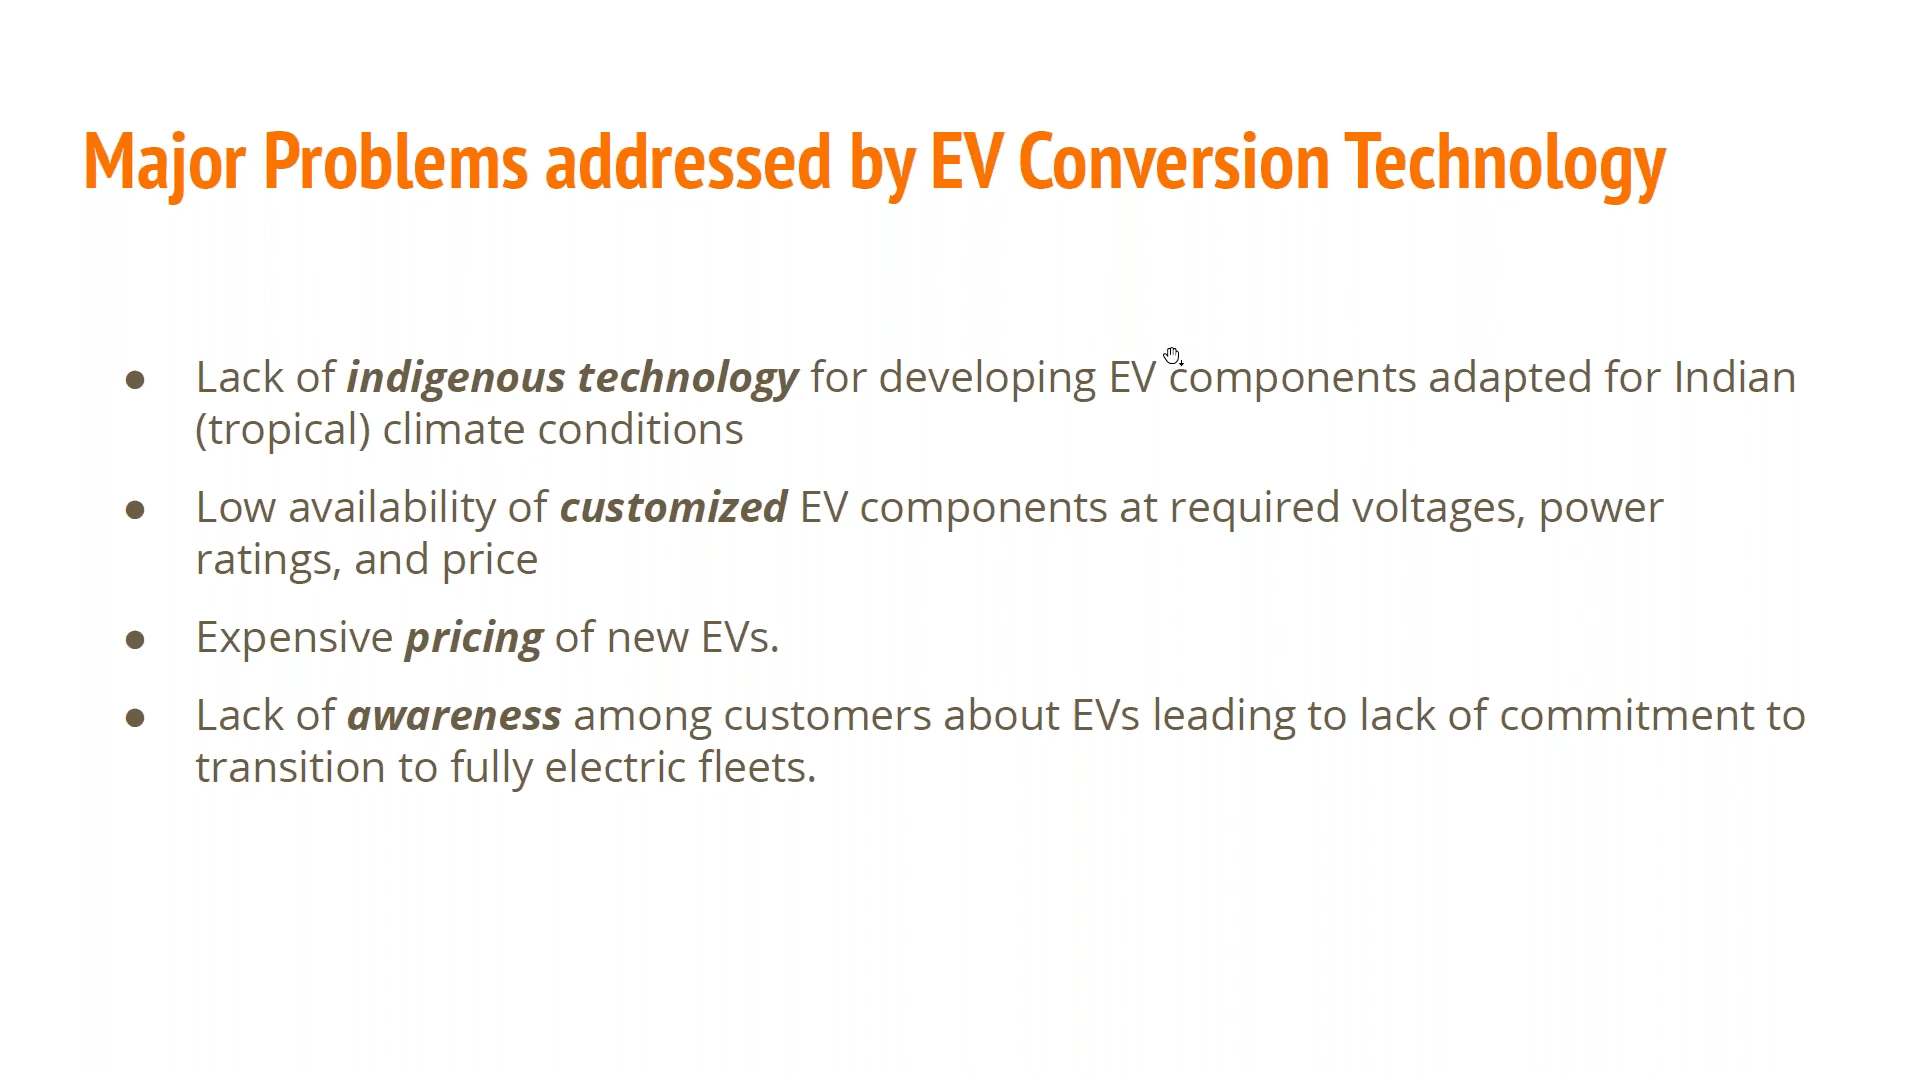 Major Problems addressed by EV Conversion Technology
● Lack of indigenous technology for developing EV components adapted for Indian
(tropical) climate conditions
● Low availability of customized EV components at required voltages, power
ratings, and price
● Expensive pricing of new EVs.
● Lack of awareness among customers about EVs leading to lack of commitment to
transition to fully electric fleets.